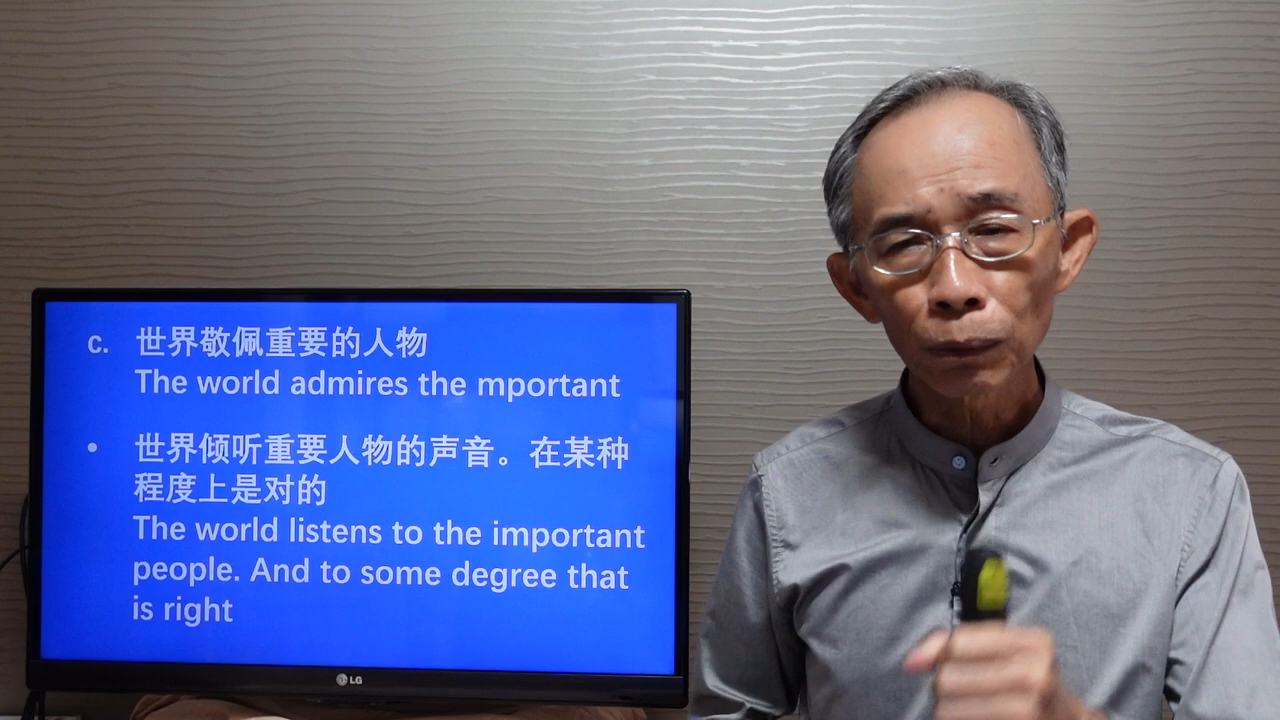 c. 世界敬佩重要的人物
The world admires the mportant
• 世界倾听重要人物的声音。在某种
程度上是对的
The world listens to the important
people. And to some degree that
is right
LG